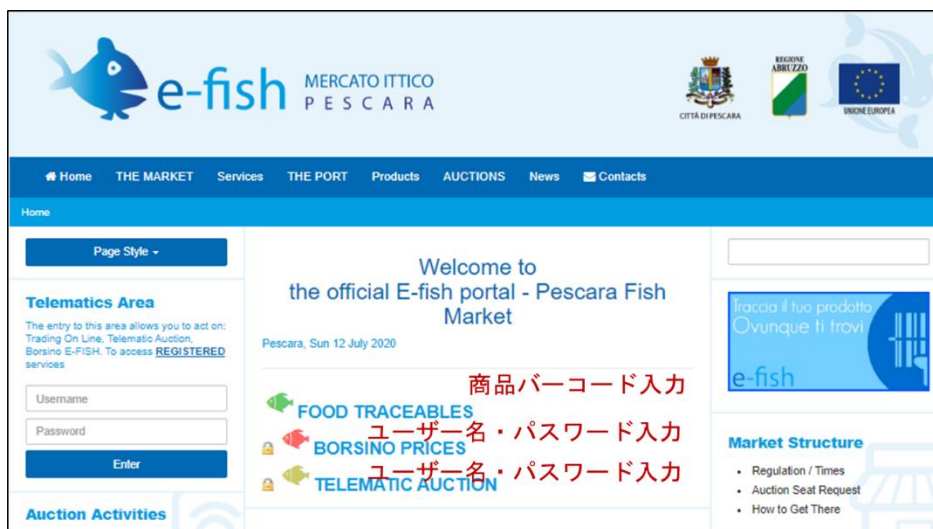 e-fish
MERCATO ITTICO
PESCARA
CITTÀ DI PESCARA
REGIONE
ABRUZZO
UNIONE EUROPEA
Home THE MARKET Services THE PORT Products AUCTIONS News Contacts
Home
Page Style
Telematics Area
The entry to this area allows you to act on:
Trading On Line, Telematic Auction,
Borsino E-FISH. To access REGISTERED
services
Username
Password
Enter
Auction Activities
Welcome to
the official E-fish portal - Pescara Fish
Market
Pescara, Sun 12 July 2020
商品バーコード入力
FOOD TRACEABLES
ユーザー名・パスワード入力
BORSINO PRICES
ユーザー名・パスワード入力
TELEMATIC AUCTION
Traccia il tuo prodotto
Ovunque ti trovi
e-fish
Market Structure
Regulation / Times
Auction Seat Request
How to Get There